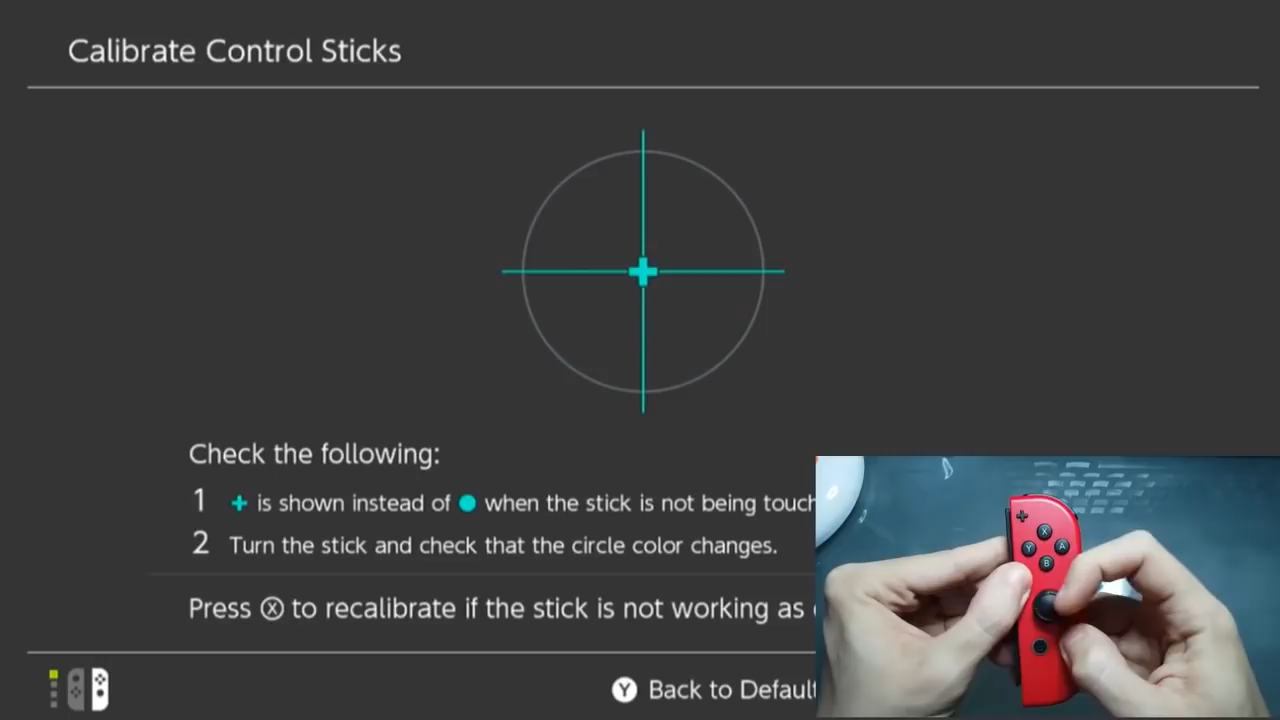 Calibrate Control Sticks
Check the following:
1 + is shown instead of ● when the stick is not being touch
2 Turn the stick and check that the circle color changes.
Press Ⓧ to recalibrate if the stick is not working as
Ⓨ Back to Default
X
Y A
B